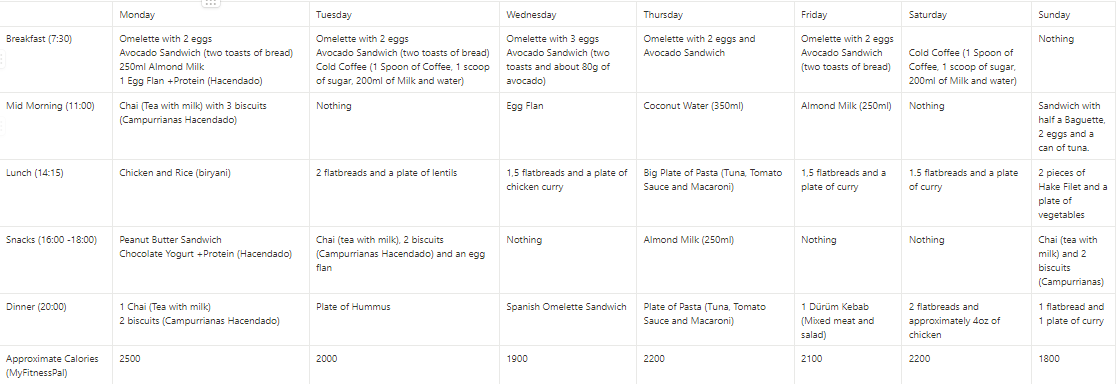 Monday Tuesday Wednesday Thursday Friday Saturday Sunday
Breakfast (7:30)
Omelette with 2 eggs
Avocado Sandwich (two toasts of bread)
250ml Almond Milk
1 Egg Flan +Protein (Hacendado)
Omelette with 2 eggs
Avocado Sandwich (two toasts of bread)
Cold Coffee (1 Spoon of Coffee, 1 scoop
of sugar, 200ml of Milk and water)
Omelette with 3 eggs
Avocado Sandwich (two
toasts and about 80g of
avocado)
Omelette with 2 eggs and
Avocado Sandwich
Omelette with 2 eggs
Avocado Sandwich
(two toasts of bread)
Cold Coffee (1 Spoon of
Coffee, 1 scoop of sugar,
200ml of Milk and water)
Nothing
Mid Morning (11:00)
Chai (Tea with milk) with 3 biscuits
(Campurrianas Hacendado)
Nothing
Egg Flan
Coconut Water (350ml)
Almond Milk (250ml)
Nothing
Sandwich with
half a Baguette,
2 eggs and a
can of tuna.
Lunch (14:15)
Chicken and Rice (biryani)
2 flatbreads and a plate of lentils
1,5 flatbreads and a plate of
chicken curry
Big Plate of Pasta (Tuna, Tomato
Sauce and Macaroni)
1,5 flatbreads and a
plate of curry
1.5 flatbreads and a plate
of curry
2 pieces of
Hake Filet and a
plate of
vegetables
Snacks (16:00 -18:00)
Peanut Butter Sandwich
Chocolate Yogurt +Protein (Hacendado)
Chai (tea with milk), 2 biscuits
(Campurrianas Hacendado) and an egg
flan
Nothing
Almond Milk (250ml)
Nothing
Nothing
Chai (tea with
milk) and 2
biscuits
(Campurrianas)
Dinner (20:00)
1 Chai (Tea with milk)
2 biscuits (Campurrianas Hacendado)
Plate of Hummus
Spanish Omelette Sandwich
Plate of Pasta (Tuna, Tomato
Sauce and Macaroni)
1 Dürüm Kebab
(Mixed meat and
salad)
2 flatbreads and
approximately 4oz of
chicken
1 flatbread and
1 plate of curry
Approximate Calories
(MyFitnessPal)
2500 2000 1900 2200 2100 2200 1800